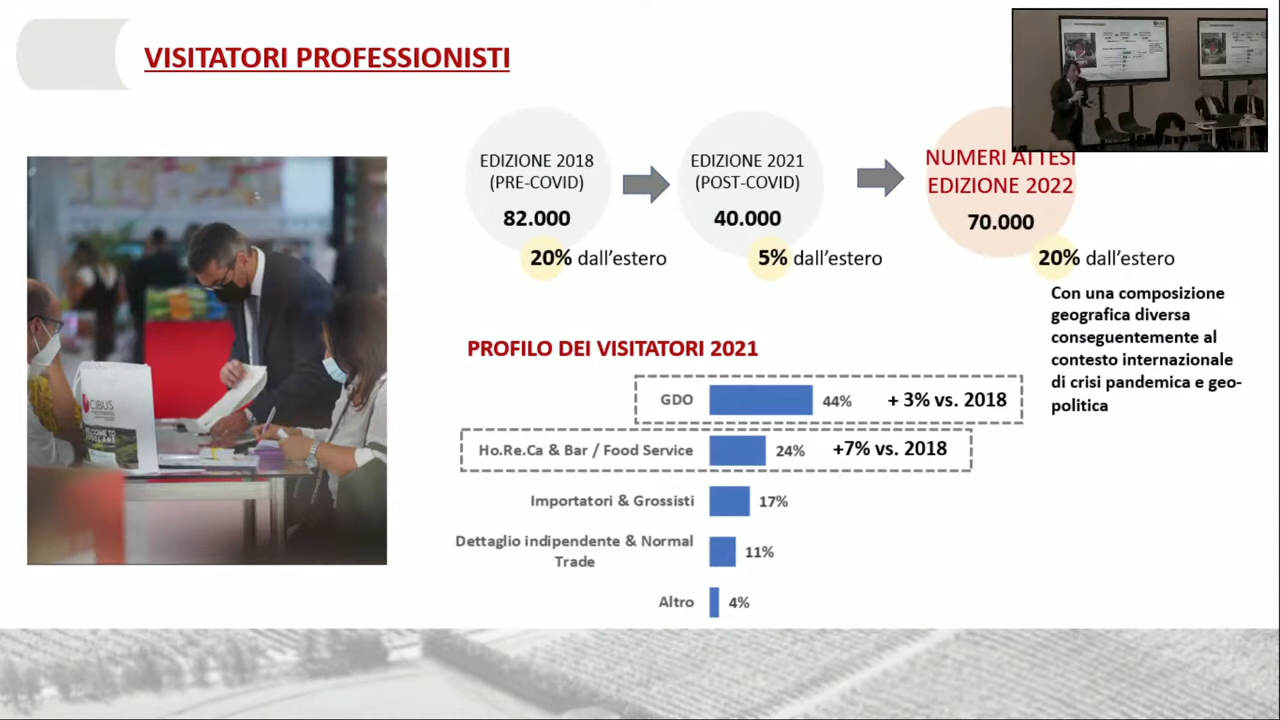 VISITATORI PROFESSIONISTI
EDIZIONE 2018
(PRE-COVID)
82.000
20% dall'estero
EDIZIONE 2021
(POST-COVID)
40.000
5% dall'estero
NUMERI ATTESI
EDIZIONE 2022
70.000
20% dall'estero
Con una composizione
geografica diversa
conseguentemente al
contesto internazionale
di crisi pandemica e geo-
politica
PROFILO DEI VISITATORI 2021
GDO 44% + 3% vs. 2018
Ho.Re.Ca & Bar / Food Service 24% +7% vs. 2018
Importatori & Grossisti 17%
Dettaglio indipendente & Normal
Trade 11%
Altro 4%
CIBUS
WELCOME TO